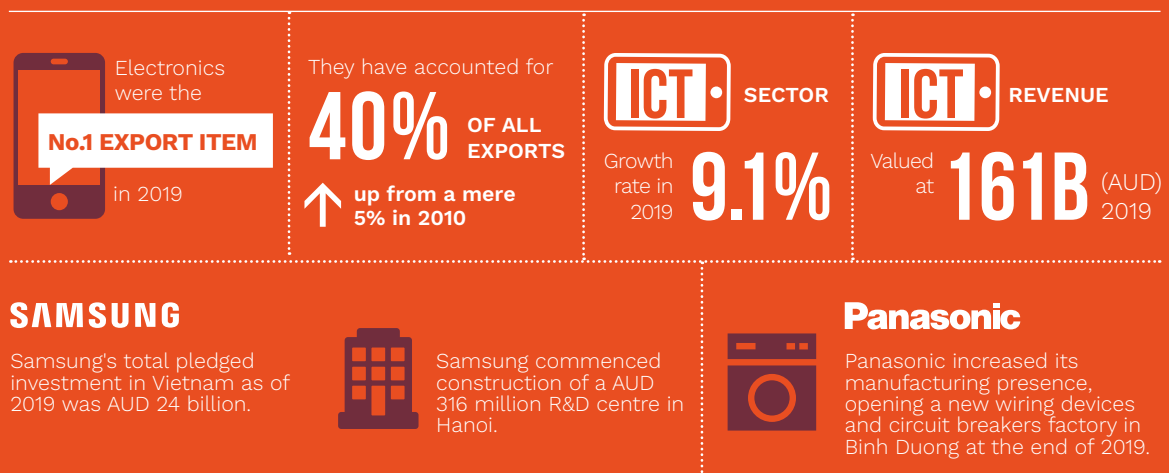 Electronics
were the
No.1 EXPORT ITEM
in 2019
They have accounted for
40% OF ALL
EXPORTS
up from a mere
5% in 2010
ICT SECTOR
Growth
rate in
2019
9.1%
ICT REVENUE
Valued
at
161B
(AUD)
2019
SAMSUNG
Samsung's total pledged
investment in Vietnam as of
2019 was AUD 24 billion.
Samsung commenced
construction of a AUD
316 million R&D centre in
Hanoi.
Panasonic
Panasonic increased its
manufacturing presence,
opening a new wiring devices
and circuit breakers factory in
Binh Duong at the end of 2019.